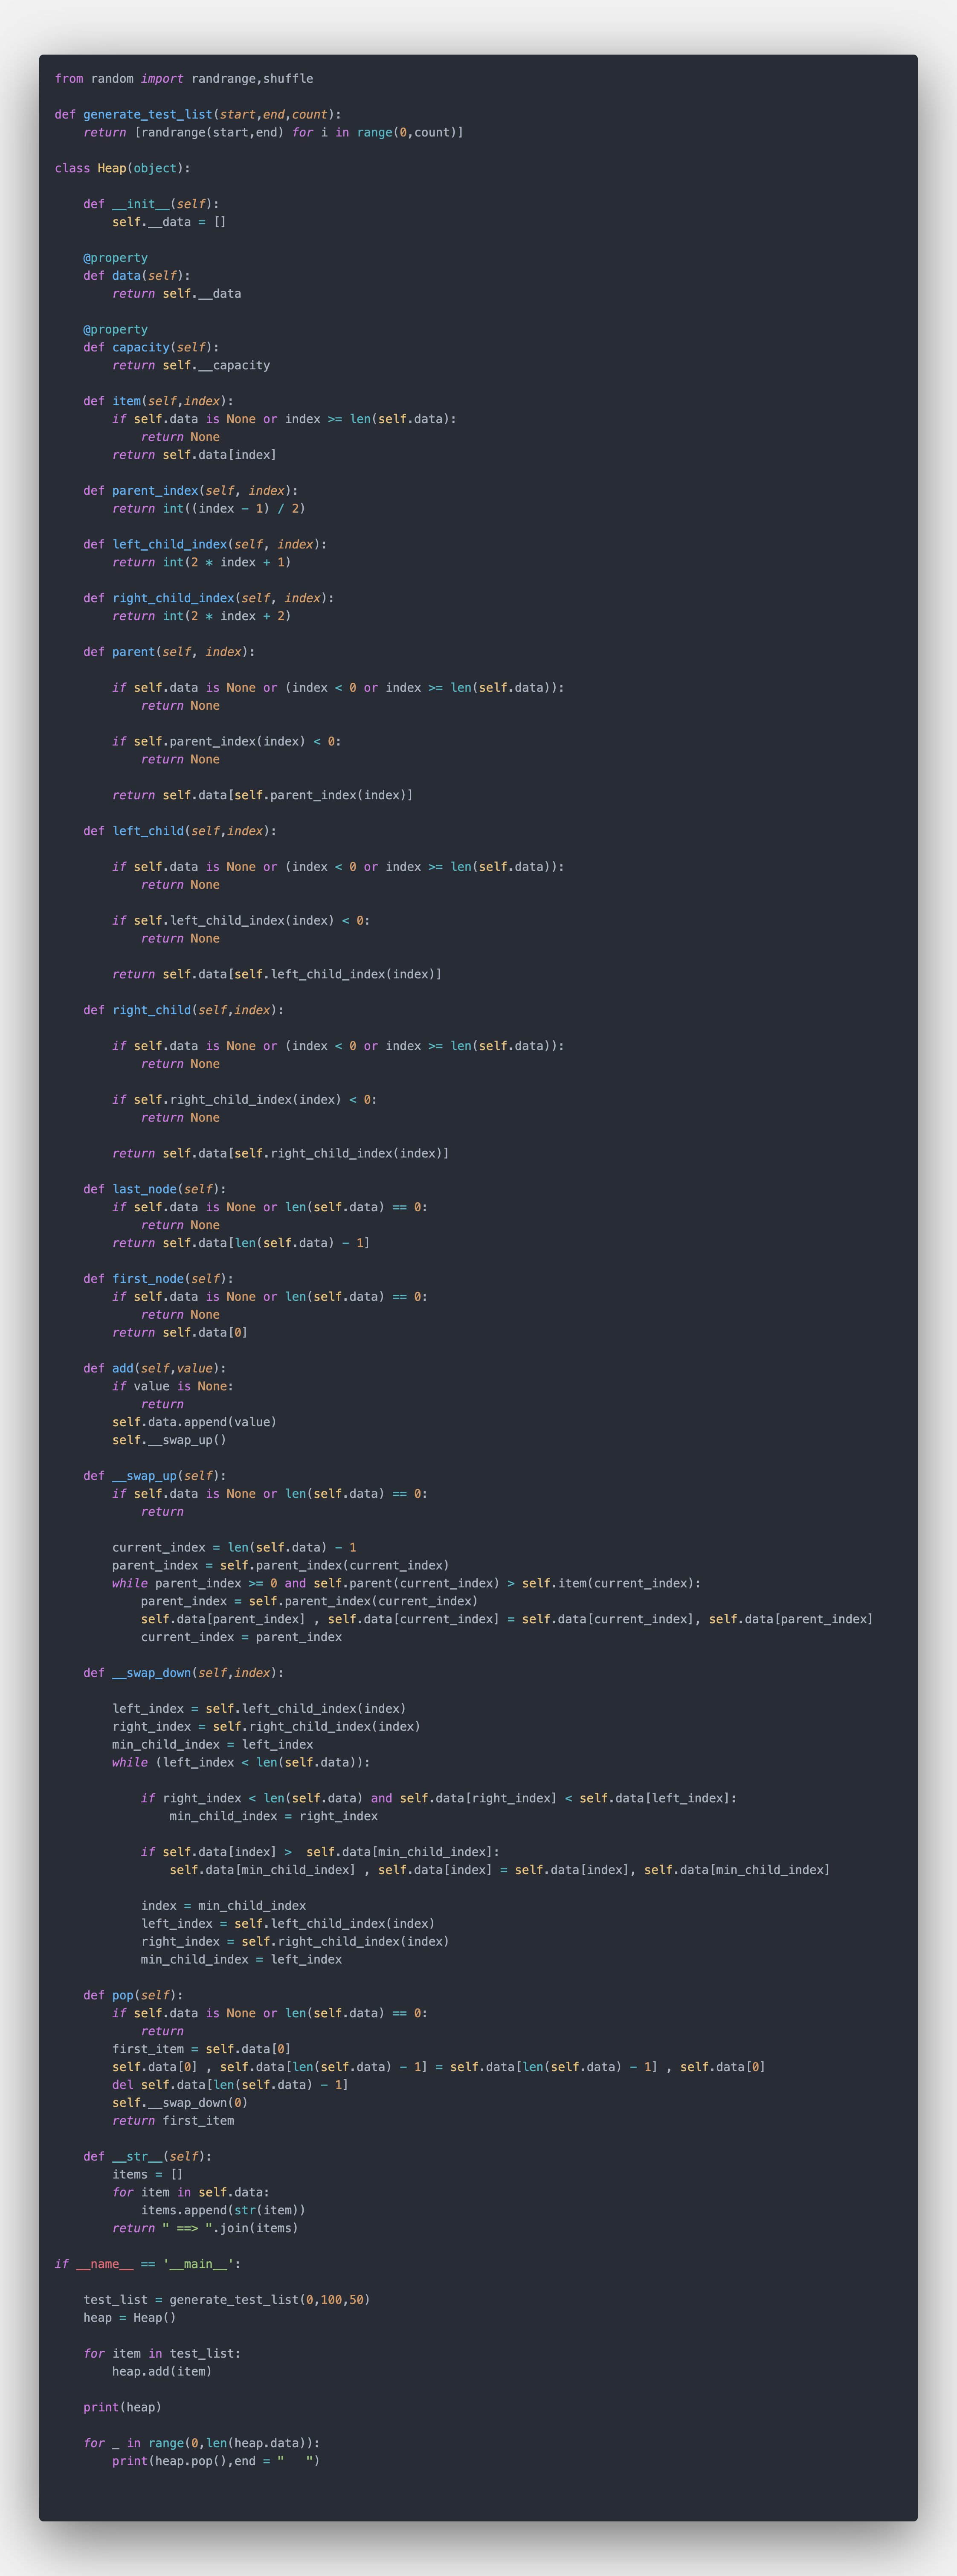 from random import randrange,shuffle

def generate_test_list(start,end,count):
    return [randrange(start,end) for i in range(0,count)]

class Heap(object):

    def __init__(self):
        self.__data = []

    @property
    def data(self):
        return self.__data

    @property
    def capacity(self):
        return self.__capacity

    def item(self,index):
        if self.data is None or index >= len(self.data):
            return None
        return self.data[index]

    def parent_index(self, index):
        return int((index - 1) / 2)

    def left_child_index(self, index):
        return int(2 * index + 1)

    def right_child_index(self, index):
        return int(2 * index + 2)

    def parent(self, index):

        if self.data is None or (index < 0 or index >= len(self.data)):
            return None

        if self.parent_index(index) < 0:
            return None

        return self.data[self.parent_index(index)]

    def left_child(self,index):

        if self.data is None or (index < 0 or index >= len(self.data)):
            return None

        if self.left_child_index(index) < 0:
            return None

        return self.data[self.left_child_index(index)]

    def right_child(self,index):

        if self.data is None or (index < 0 or index >= len(self.data)):
            return None

        if self.right_child_index(index) < 0:
            return None

        return self.data[self.right_child_index(index)]

    def last_node(self):
        if self.data is None or len(self.data) == 0:
            return None
        return self.data[len(self.data) - 1]

    def first_node(self):
        if self.data is None or len(self.data) == 0:
            return None
        return self.data[0]

    def add(self,value):
        if value is None:
            return
        self.data.append(value)
        self.__swap_up()

    def __swap_up(self):
        if self.data is None or len(self.data) == 0:
            return

        current_index = len(self.data) - 1
        parent_index = self.parent_index(current_index)
        while parent_index >= 0 and self.parent(current_index) > self.item(current_index):
            parent_index = self.parent_index(current_index)
            self.data[parent_index] , self.data[current_index] = self.data[current_index], self.data[parent_index]
            current_index = parent_index

    def __swap_down(self,index):

        left_index = self.left_child_index(index)
        right_index = self.right_child_index(index)
        min_child_index = left_index
        while (left_index < len(self.data)):

            if right_index < len(self.data) and self.data[right_index] < self.data[left_index]:
                min_child_index = right_index

            if self.data[index] >  self.data[min_child_index]:
                self.data[min_child_index] , self.data[index] = self.data[index], self.data[min_child_index]

            index = min_child_index
            left_index = self.left_child_index(index)
            right_index = self.right_child_index(index)
            min_child_index = left_index

    def pop(self):
        if self.data is None or len(self.data) == 0:
            return
        first_item = self.data[0]
        self.data[0] , self.data[len(self.data) - 1] = self.data[len(self.data) - 1] , self.data[0]
        del self.data[len(self.data) - 1]
        self.__swap_down(0)
        return first_item

    def __str__(self):
        items = []
        for item in self.data:
            items.append(str(item))
        return " ==> ".join(items)

if __name__ == '__main__':

    test_list = generate_test_list(0,100,50)
    heap = Heap()

    for item in test_list:
        heap.add(item)

    print(heap)

    for _ in range(0,len(heap.data)):
        print(heap.pop(),end = "   ")